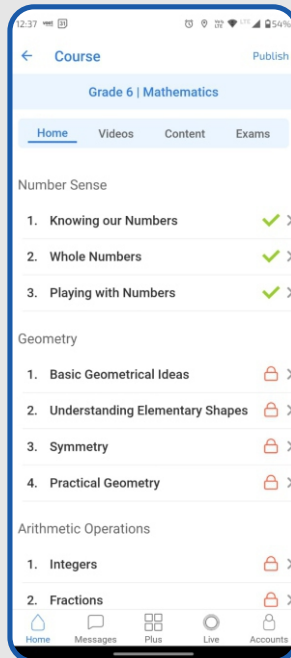 12:37 31 LTE 54%
Course Publish
Grade 6 | Mathematics
Home Videos Content Exams
Number Sense
1. Knowing our Numbers
2. Whole Numbers
3. Playing with Numbers
Geometry
1. Basic Geometrical Ideas
2. Understanding Elementary Shapes
3. Symmetry
4. Practical Geometry
Arithmetic Operations
1. Integers
2. Fractions
Home Messages Plus Live Accounts